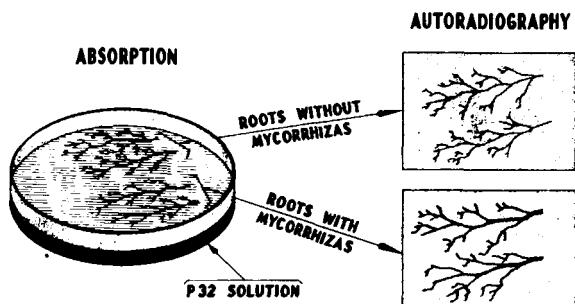 AUTORADIOGRAPHY
ABSORPTION
ROOTS WITHOUT
MYCORRHIZAS
ROOTS WITH
MYCORRHIZAS
P32 SOLUTION